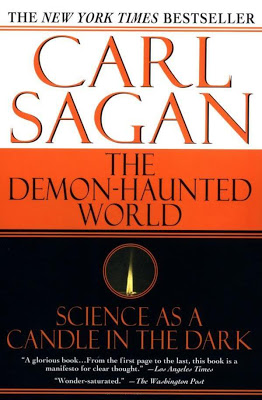 THE NEW YORK TIMES BESTSELLER
CARL
SAGAN
THE
DEMON-HAUNTED
WORLD
SCIENCE AS A
CANDLE IN THE DARK
"A glorious book...From the first page to the last, this book is a
manifesto for clear thought." —Los Angeles Times
"Wonder-saturated." —The Washington Post